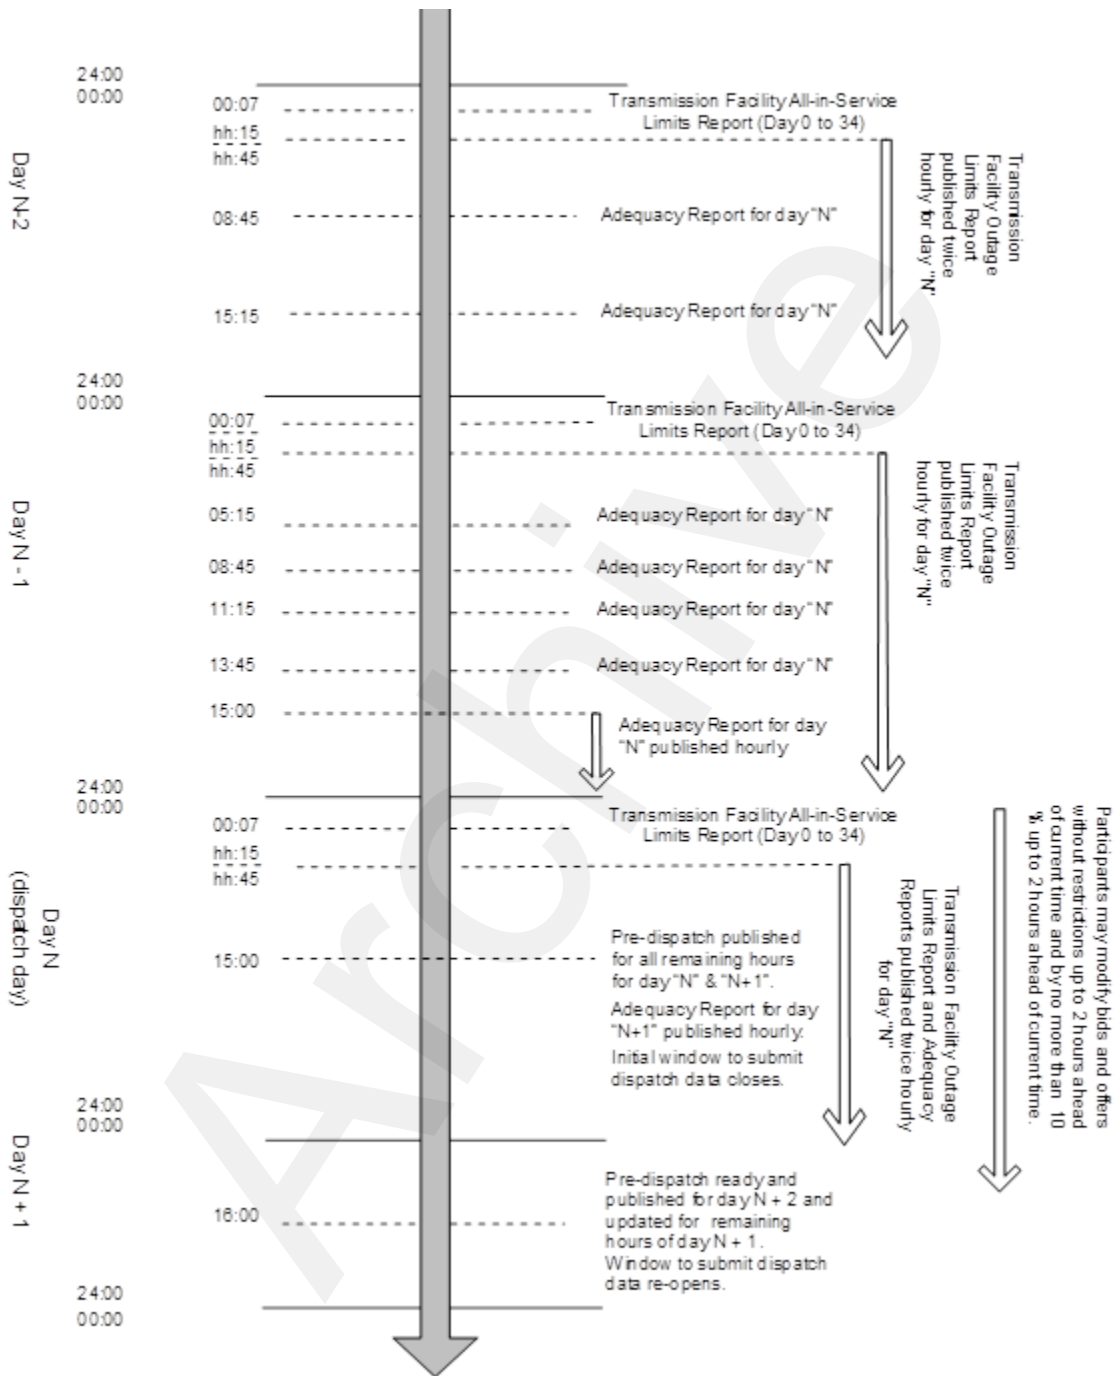 24:00
00:00
Day N-2
00:07
Transmission Facility All-in-Service
Limits Report (Day 0 to 34)
hh:15
hh:45
Transmission
Facility Outage
Limits Report
published twice
hourly for day "N"
08:45
Adequacy Report for day "N"
15:15
Adequacy Report for day "N"
24:00
00:00
Day N - 1
00:07
Transmission Facility All-in-Service
Limits Report (Day 0 to 34)
hh:15
hh:45
Transmission
Facility Outage
Limits Report
published twice
hourly for day "N"
05:15
Adequacy Report for day "N"
08:45
Adequacy Report for day "N"
11:15
Adequacy Report for day "N"
13:45
Adequacy Report for day "N"
15:00
Adequacy Report for day
"N" published hourly
24:00
00:00
Day N
(dispatch day)
00:07
Transmission Facility All-in-Service
Limits Report (Day 0 to 34)
hh:15
hh:45
Transmission Facility Outage
Limits Report and Adequacy
Reports published twice hourly
for day "N"
Participants may modify bids and offers
without restrictions up to 2 hours ahead
of current time and by no more than 10
% up to 2 hours ahead of current time.
15:00
Pre-dispatch published
for all remaining hours
for day "N" & "N+1".
Adequacy Report for day
"N+1" published hourly.
Initial window to submit
dispatch data closes.
24:00
00:00
Day N + 1
16:00
Pre-dispatch ready and
published for day N + 2 and
updated for remaining
hours of day N + 1.
Window to submit dispatch
data re-opens.
24:00
00:00
Archive